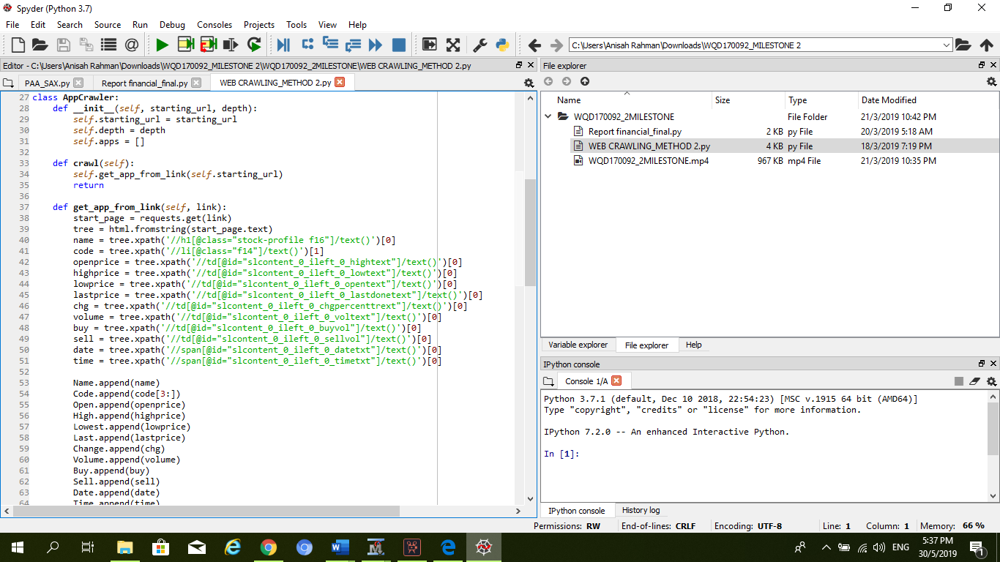 Spyder (Python 3.7)
File Edit Search Source Run Debug Consoles Projects Tools View Help
C:\Users\Anisah Rahman\Downloads\WQD170092_MILESTONE 2
Editor - C:\Users\Anisah Rahman\Downloads\WQD170092_MILESTONE 2\WQD170092_2MILESTONE\WEB CRAWLING_METHOD 2.py
PAA_SAX.py Report financial_final.py WEB CRAWLING_METHOD 2.py
27 class AppCrawler:
28 def __init__(self, starting_url, depth):
29 self.starting_url = starting_url
30 self.depth = depth
31 self.apps = []
32
33 def crawl(self):
34 self.get_app_from_link(self.starting_url)
35 return
36
37 def get_app_from_link(self, link):
38 start_page = requests.get(link)
39 tree = html.fromstring(start_page.text)
40 name = tree.xpath('//h1[@class="stock-profile f16"]/text()')[0]
41 code = tree.xpath('//li[@class="f14"]/text()')[1]
42 openprice = tree.xpath('//td[@id="slcontent_0_ileft_0_hightext"]/text()')[0]
43 highprice = tree.xpath('//td[@id="slcontent_0_ileft_0_lowtext"]/text()')[0]
44 lowprice = tree.xpath('//td[@id="slcontent_0_ileft_0_opentext"]/text()')[0]
45 lastprice = tree.xpath('//td[@id="slcontent_0_ileft_0_lastdonetext"]/text()')[0]
46 chg = tree.xpath('//td[@id="slcontent_0_ileft_0_chgpercenttrext"]/text()')[0]
47 volume = tree.xpath('//td[@id="slcontent_0_ileft_0_voltext"]/text()')[0]
48 buy = tree.xpath('//td[@id="slcontent_0_ileft_0_buyvol"]/text()')[0]
49 sell = tree.xpath('//td[@id="slcontent_0_ileft_0_sellvol"]/text()')[0]
50 date = tree.xpath('//span[@id="slcontent_0_ileft_0_datetxt"]/text()')[0]
51 time = tree.xpath('//span[@id="slcontent_0_ileft_0_timetxt"]/text()')[0]
52
53 Name.append(name)
54 Code.append(code[3:])
55 Open.append(openprice)
56 High.append(highprice)
57 Lowest.append(lowprice)
58 Last.append(lastprice)
59 Change.append(chg)
60 Volume.append(volume)
61 Buy.append(buy)
62 Sell.append(sell)
63 Date.append(date)
64 Time.append(time)
File explorer
Name Size Type Date Modified
WQD170092_2MILESTONE File Folder 21/3/2019 10:42 PM
Report financial_final.py 2 KB py File 20/3/2019 5:18 AM
WEB CRAWLING_METHOD 2.py 4 KB py File 18/3/2019 7:19 PM
WQD170092_2MILESTONE.mp4 967 KB mp4 File 21/3/2019 10:35 PM
Variable explorer File explorer Help
IPython console
Console 1/A
Python 3.7.1 (default, Dec 10 2018, 22:54:23) [MSC v.1915 64 bit (AMD64)]
Type "copyright", "credits" or "license" for more information.
IPython 7.2.0 -- An enhanced Interactive Python.
In [1]:
IPython console History log
Permissions: RW End-of-lines: CRLF Encoding: UTF-8 Line: 1 Column: 1 Memory: 66 %
ENG
5:37 PM
30/5/2019
1